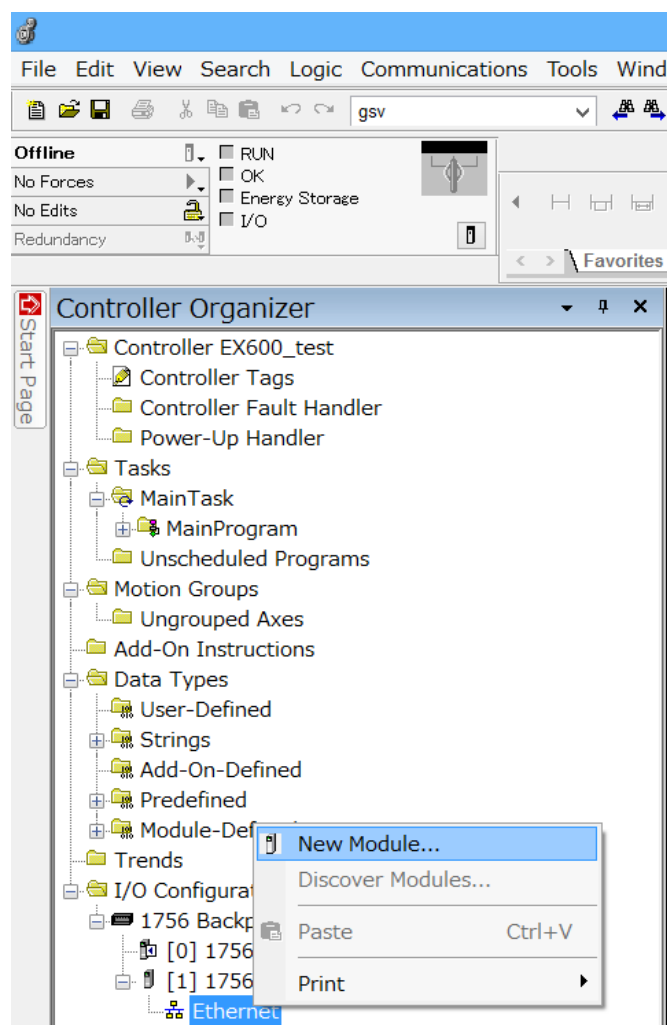 File Edit View Search Logic Communications Tools Wind
gsv
Offline
RUN
No Forces
OK
No Edits
Energy Storage
Redundancy
I/O
Favorites
Start Page
Controller Organizer
Controller EX600_test
Controller Tags
Controller Fault Handler
Power-Up Handler
Tasks
MainTask
MainProgram
Unscheduled Programs
Motion Groups
Ungrouped Axes
Add-On Instructions
Data Types
User-Defined
Strings
Add-On-Defined
Predefined
Module-Def
New Module...
Trends
Discover Modules...
I/O Configurat
1756 Backp
Paste Ctrl+V
[0] 1756
[1] 1756
Print
Ethernet